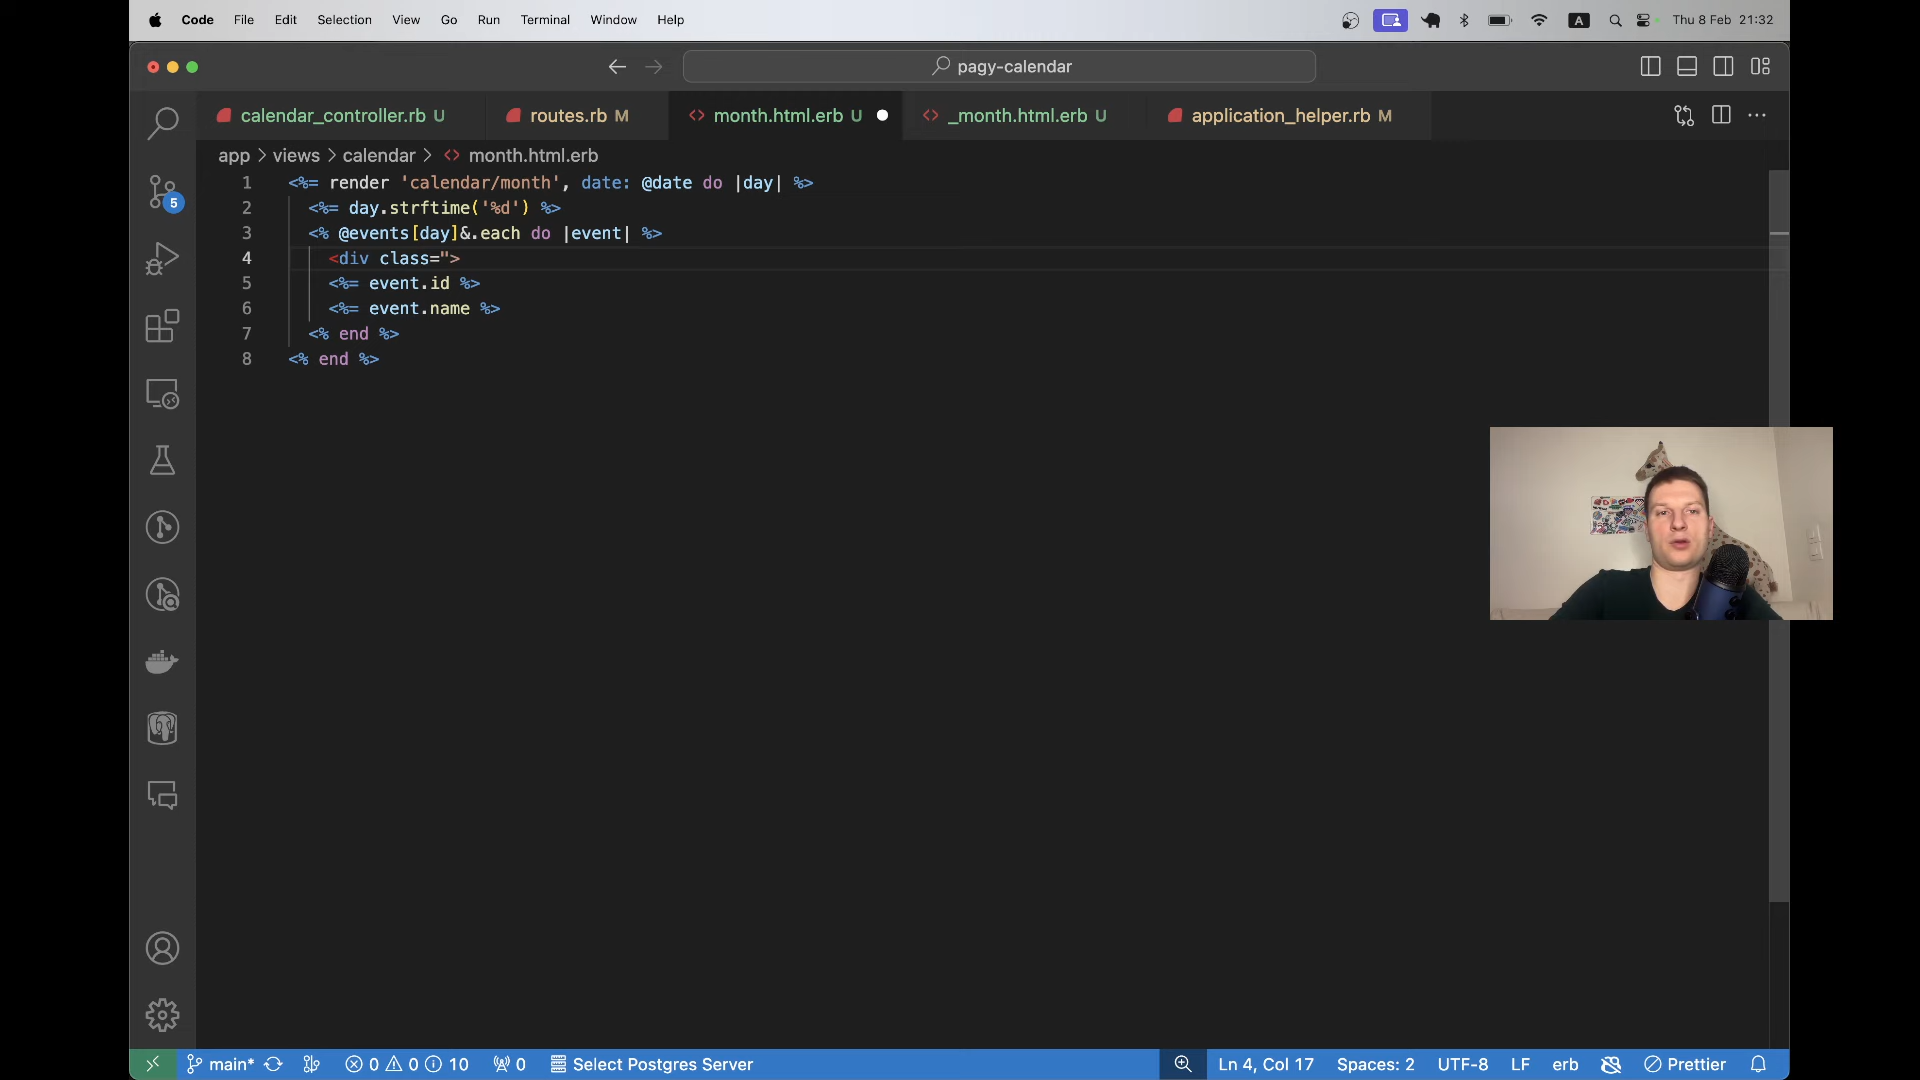 Code File Edit Selection View Go Run Terminal Window Help A Thu 8 Feb 21:32
pagy-calendar
calendar_controller.rb U routes.rb M month.html.erb U _month.html.erb U application_helper.rb M
app > views > calendar > month.html.erb
1 <%= render 'calendar/month', date: @date do |day| %>
2 <%= day.strftime('%d') %>
3 <% @events[day]&.each do |event| %>
4 <div class=">
5 <%= event.id %>
6 <%= event.name %>
7 <% end %>
8 <% end %>
5
main* 0 0 10 0 Select Postgres Server Ln 4, Col 17 Spaces: 2 UTF-8 LF erb Prettier